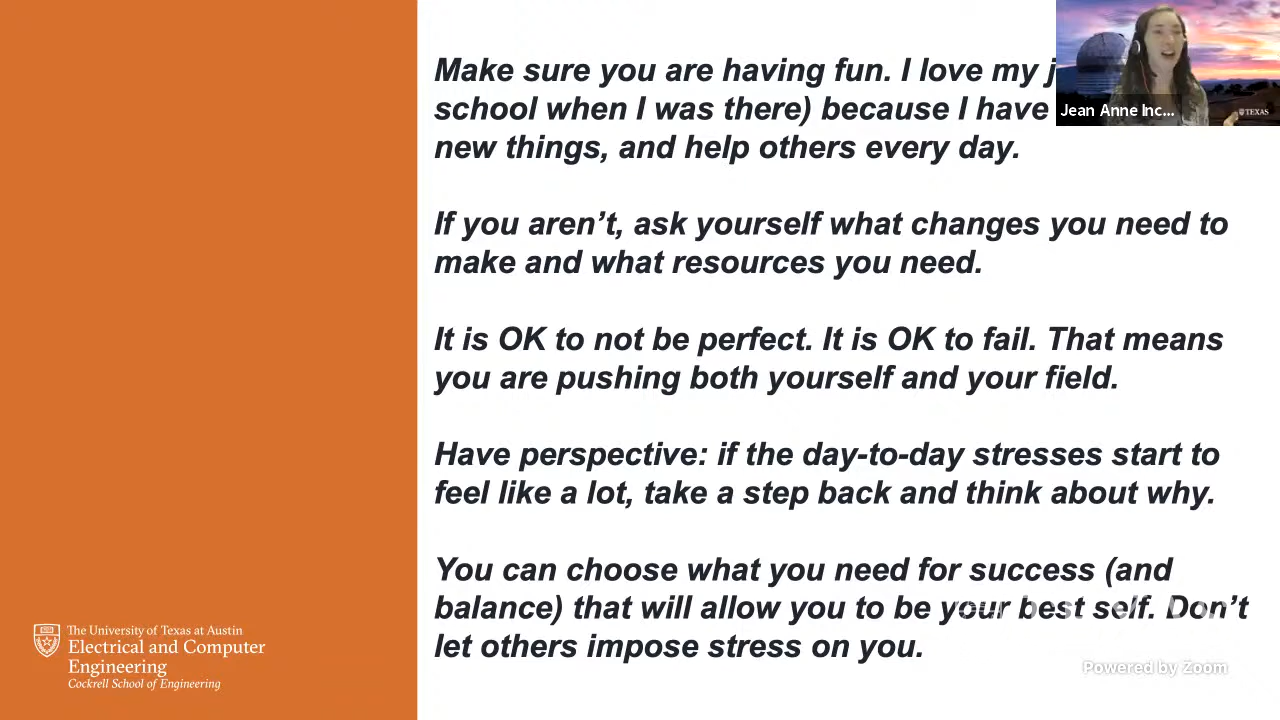 Make sure you are having fun. I love my j
school when I was there) because I have
new things, and help others every day.
If you aren’t, ask yourself what changes you need to
make and what resources you need.
It is OK to not be perfect. It is OK to fail. That means
you are pushing both yourself and your field.
Have perspective: if the day-to-day stresses start to
feel like a lot, take a step back and think about why.
You can choose what you need for success (and
balance) that will allow you to be your best self. Don’t
let others impose stress on you.
Jean Anne Inc...
TEXAS
The University of Texas at Austin
Electrical and Computer
Engineering
Cockrell School of Engineering
Powered by Zoom